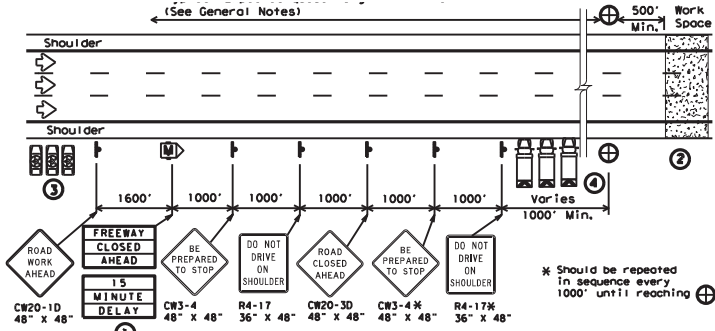 (See General Notes)
500' Work
Min. Space
Shoulder
Shoulder
M
3
4
2
1600' 1000' 1000' 1000' 1000' 1000' Varies
1000' Min.
ROAD
WORK
AHEAD
CW20-1D
48" X 48"
FREEWAY
CLOSED
AHEAD
15
MINUTE
DELAY
BE
PREPARED
TO STOP
CW3-4
48" X 48"
DO NOT
DRIVE
ON
SHOULDER
R4-17
36" X 48"
ROAD
CLOSED
AHEAD
CW20-3D
48" X 48"
BE
PREPARED
TO STOP
CW3-4*
48" X 48"
DO NOT
DRIVE
ON
SHOULDER
R4-17*
36" X 48"
* Should be repeated
in sequence every
1000' until reaching